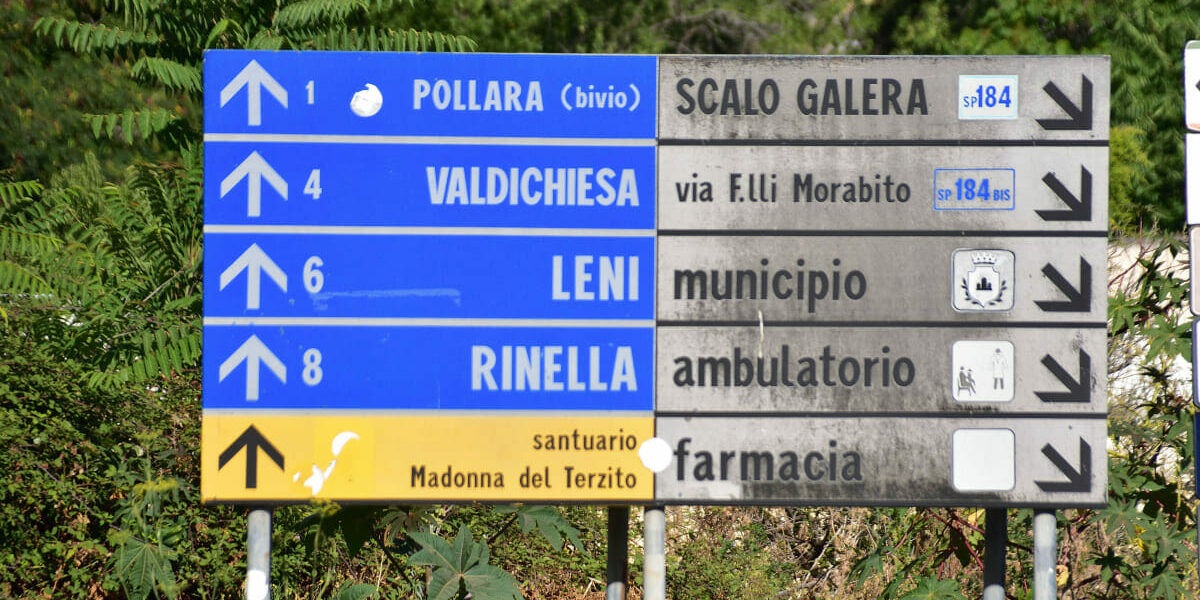 1 POLLARA (bivio)
4 VALDICHIESA
6 LENI
8 RINELLA
santuario
Madonna del Terzito
SCALO GALERA SP184
via F.lli Morabito SP 184 BIS
municipio
ambulatorio
farmacia